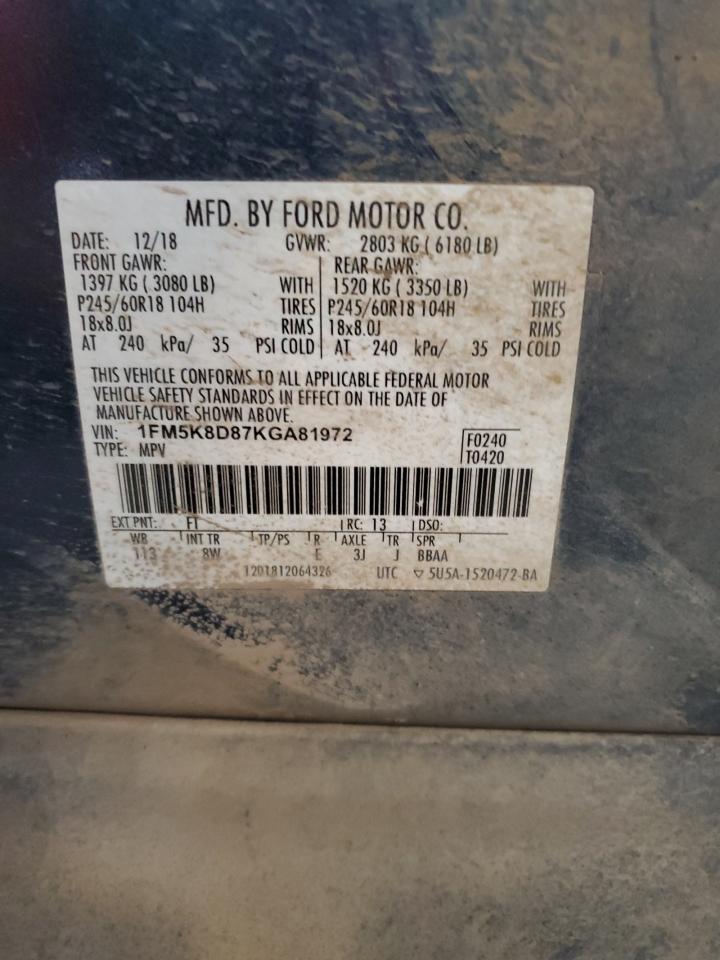 MFD. BY FORD MOTOR CO.
DATE: 12/18 GVWR: 2803 KG ( 6180 LB)
FRONT GAWR: REAR GAWR:
1397 KG ( 3080 LB) WITH 1520 KG ( 3350 LB) WITH
P245/60R18 104H TIRES P245/60R18 104H TIRES
18x8.0J RIMS 18x8.0J RIMS
AT 240 kPa/ 35 PSI COLD AT 240 kPa/ 35 PSI COLD
THIS VEHICLE CONFORMS TO ALL APPLICABLE FEDERAL MOTOR
VEHICLE SAFETY STANDARDS IN EFFECT ON THE DATE OF
MANUFACTURE SHOWN ABOVE.
VIN: 1FM5K8D87KGA81972 F0240
TYPE: MPV T0420
EXT PNT: FT RC: 13 DSO:
WB INT TR TP/PS R AXLE TR SPR
113 8W E 3J J BBAA
1201812064326 UTC ▽ 5U5A-1520472-BA